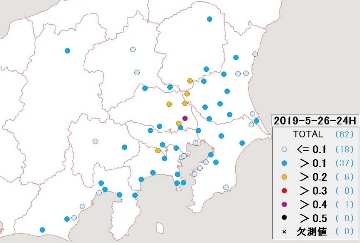 2019-5-26-24H
TOTAL (62)
<= 0.1 (18)
> 0.1 (37)
> 0.2 (6)
> 0.3 (0)
> 0.4 (1)
> 0.5 (0)
× 欠測値 (0)